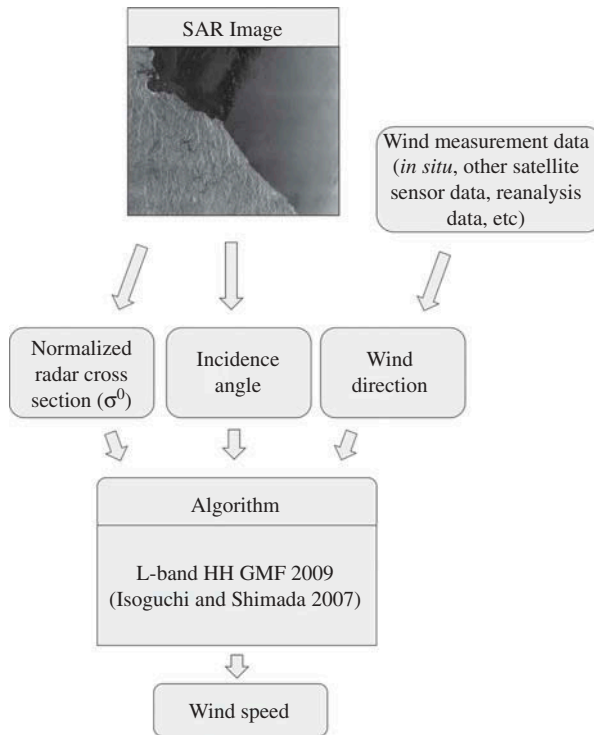 SAR Image
Wind measurement data
(in situ, other satellite
sensor data, reanalysis
data, etc)
Normalized
radar cross
section (σ⁰)
Incidence
angle
Wind
direction
Algorithm
L-band HH GMF 2009
(Isoguchi and Shimada 2007)
Wind speed